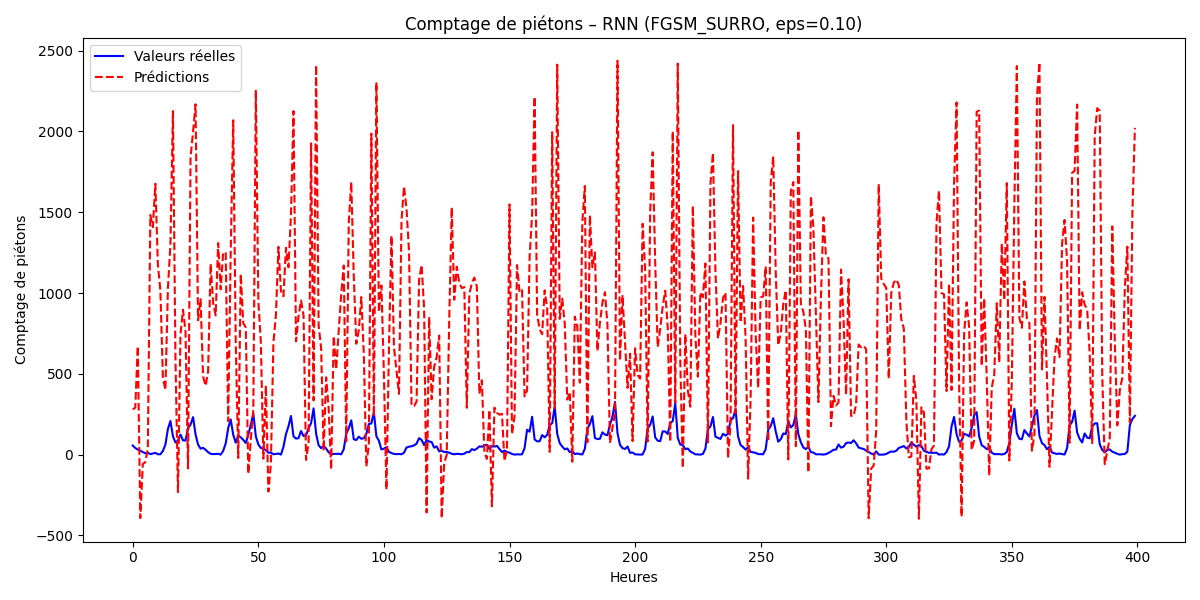 Comptage de piétons – RNN (FGSM_SURRO, eps=0.10)
Valeurs réelles
Prédictions
Comptage de piétons
2500
2000
1500
1000
500
0
−500
0 50 100 150 200 250 300 350 400
Heures